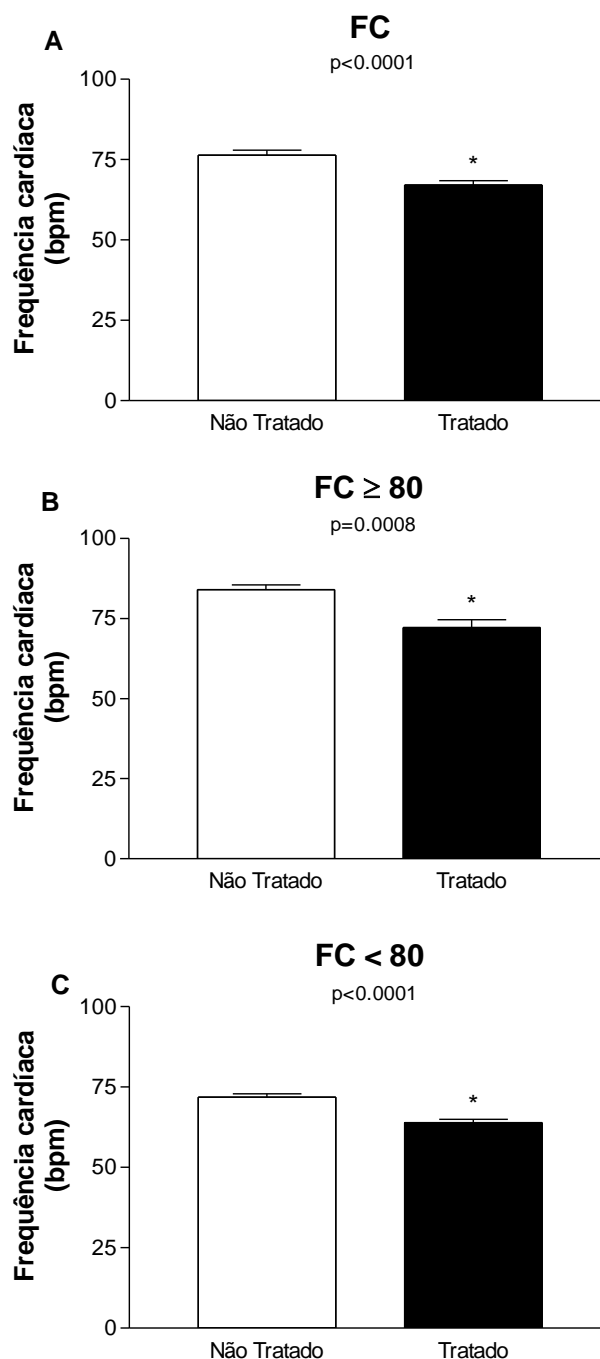 A
FC
p<0.0001
Frequência cardíaca
(bpm)
100
75
50
25
0
*
Não Tratado
Tratado
B
FC ≥ 80
p=0.0008
Frequência cardíaca
(bpm)
100
75
50
25
0
*
Não Tratado
Tratado
C
FC < 80
p<0.0001
Frequência cardíaca
(bpm)
100
75
50
25
0
*
Não Tratado
Tratado